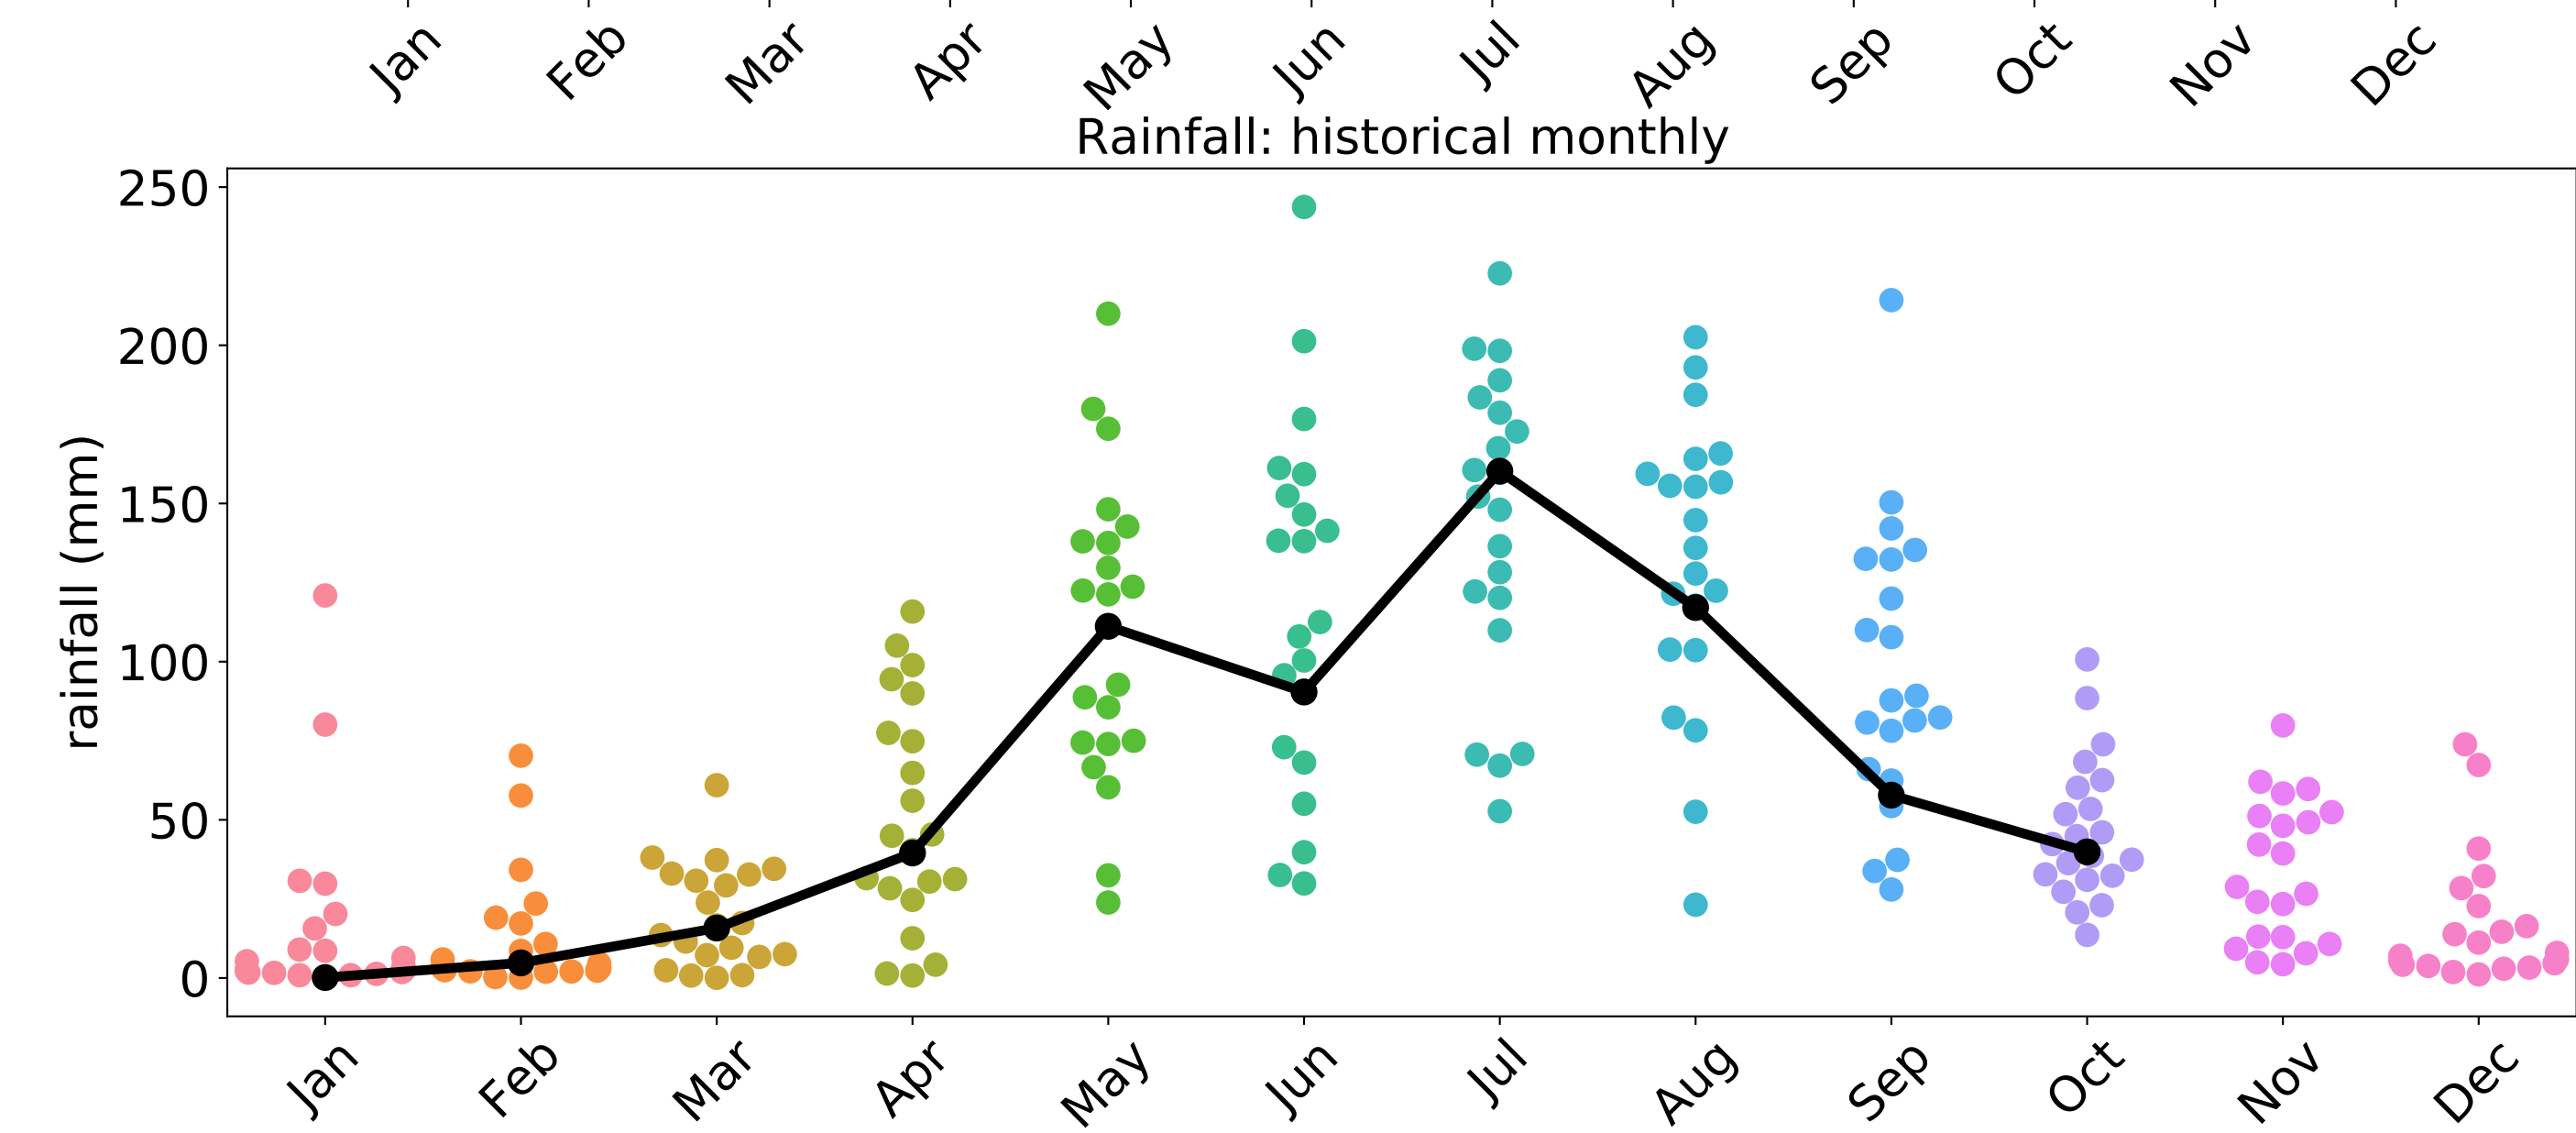 Jan Feb Mar Apr May Jun Jul Aug Sep Oct Nov Dec
Rainfall: historical monthly
250
200
150
100
50
0
rainfall (mm)
Jan Feb Mar Apr May Jun Jul Aug Sep Oct Nov Dec